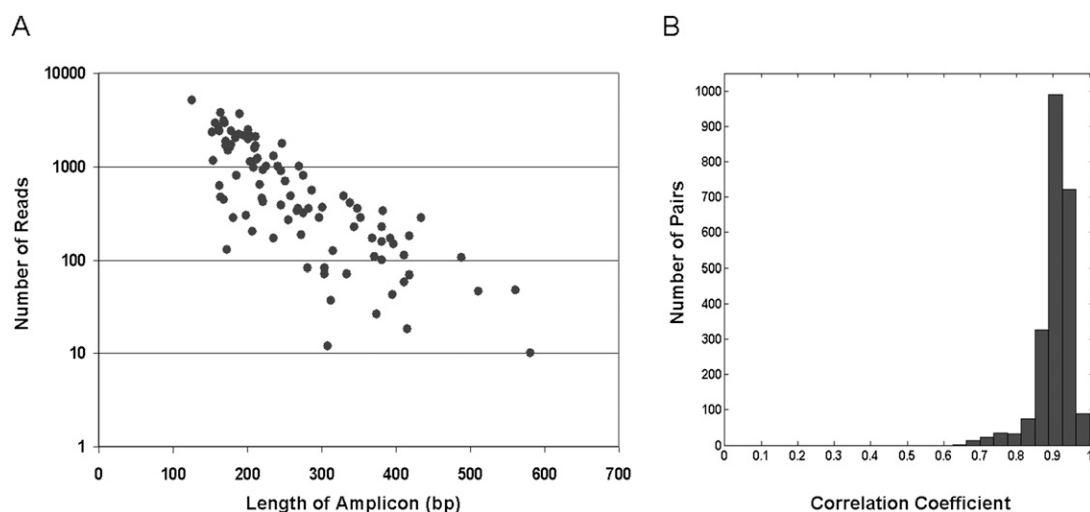 A
B
Number of Reads
10000
1000
100
10
1
0 100 200 300 400 500 600 700
Length of Amplicon (bp)
Number of Pairs
1000
900
800
700
600
500
400
300
200
100
0
0 0.1 0.2 0.3 0.4 0.5 0.6 0.7 0.8 0.9 1
Correlation Coefficient